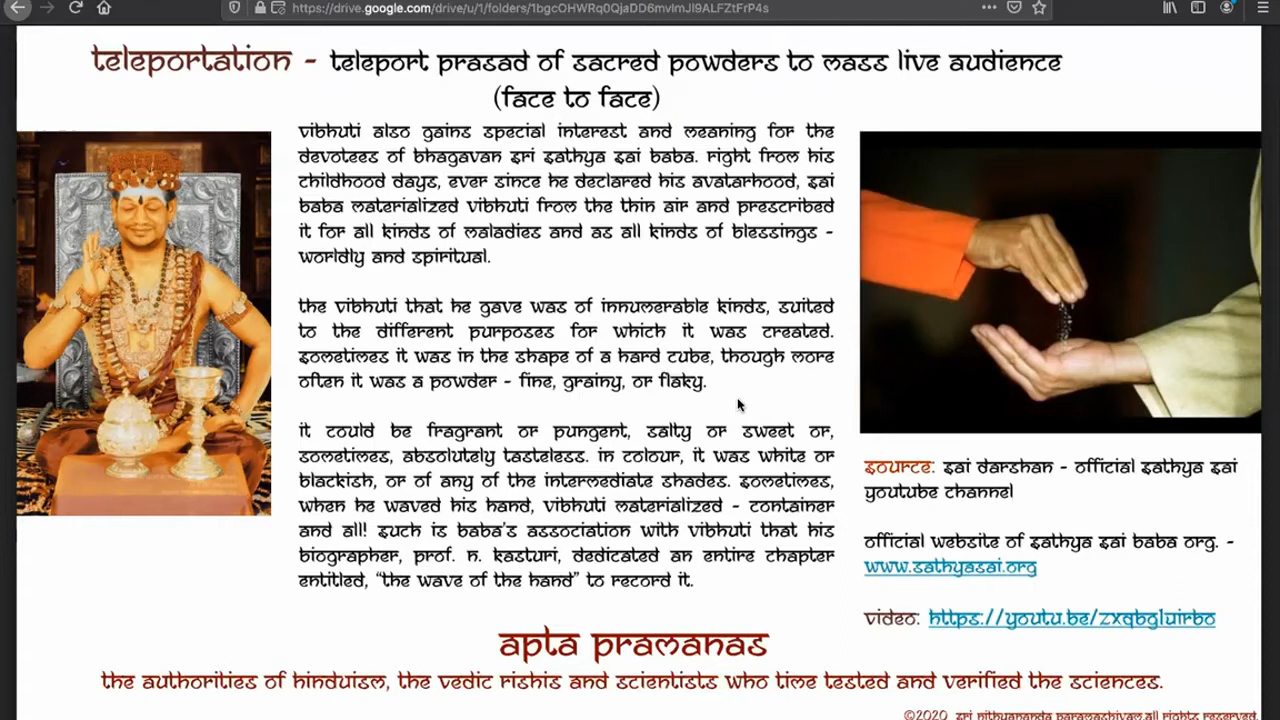 https://drive.google.com/drive/u/1/folders/1bgcOHWRq0QjaDD6mvImJl9ALFZtFrP4s
teleportation - teleport prasad of sacred powders to mass live audience
(face to face)
vibhuti also gains special interest and meaning for the
devotees of bhagavan sri sathya sai baba. right from his
childhood days, ever since he declared his avatarhood, sai
baba materialized vibhuti from the thin air and prescribed
it for all kinds of maladies and as all kinds of blessings -
worldly and spiritual.
the vibhuti that he gave was of innumerable kinds, suited
to the different purposes for which it was created.
sometimes it was in the shape of a hard cube, though more
often it was a powder - fine, grainy, or flaky.
it could be fragrant or pungent, salty or sweet or,
sometimes, absolutely tasteless. in colour, it was white or
blackish, or of any of the intermediate shades. sometimes,
when he waved his hand, vibhuti materialized - container
and all! such is baba's association with vibhuti that his
biographer, prof. n. kasturi, dedicated an entire chapter
entitled, "the wave of the hand" to record it.
source: sai darshan - official sathya sai
youtube channel
official website of sathya sai baba org. -
www.sathyasai.org
video: https://youtu.be/zxqbg1uirbo
apta pramanas
the authorities of hinduism, the vedic rishis and scientists who time tested and verified the sciences.
©2020 sri nithyananda paramashivam.all rights reserved.